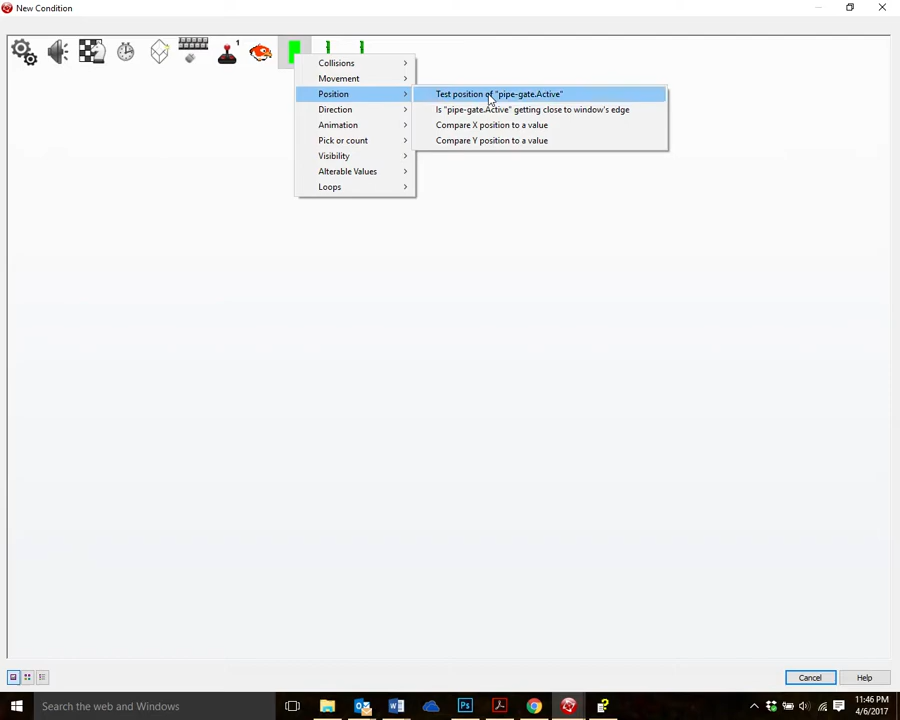 New Condition
1
Collisions
Movement
Position
Direction
Animation
Pick or count
Visibility
Alterable Values
Loops
Test position of "pipe-gate.Active"
Is "pipe-gate.Active" getting close to window's edge
Compare X position to a value
Compare Y position to a value
Cancel
Help
Search the web and Windows
11:46 PM
4/6/2017